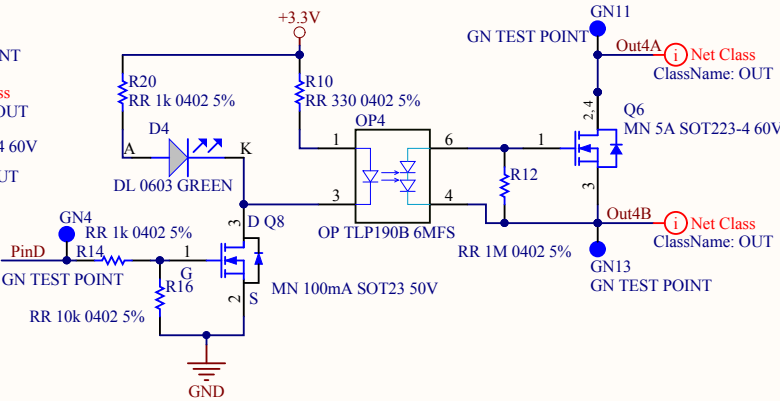 GN11
+3.3V
GN TEST POINT
NT
Out4A
i
Net Class
ClassName: OUT
R20
RR 1k 0402 5%
R10
RR 330 0402 5%
ss
OUT
OP4
2, 4
Q6
MN 5A SOT223-4 60V
D4
4 60V
A
K
1
6
1
UT
DL 0603 GREEN
R12
3
3
4
GN4
RR 1k 0402 5%
3
D Q8
OP TLP190B 6MFS
Out4B
i
Net Class
ClassName: OUT
PinD
R14
1
RR 1M 0402 5%
GN13
GN TEST POINT
GN TEST POINT
G
R16
MN 100mA SOT23 50V
2
S
RR 10k 0402 5%
GND